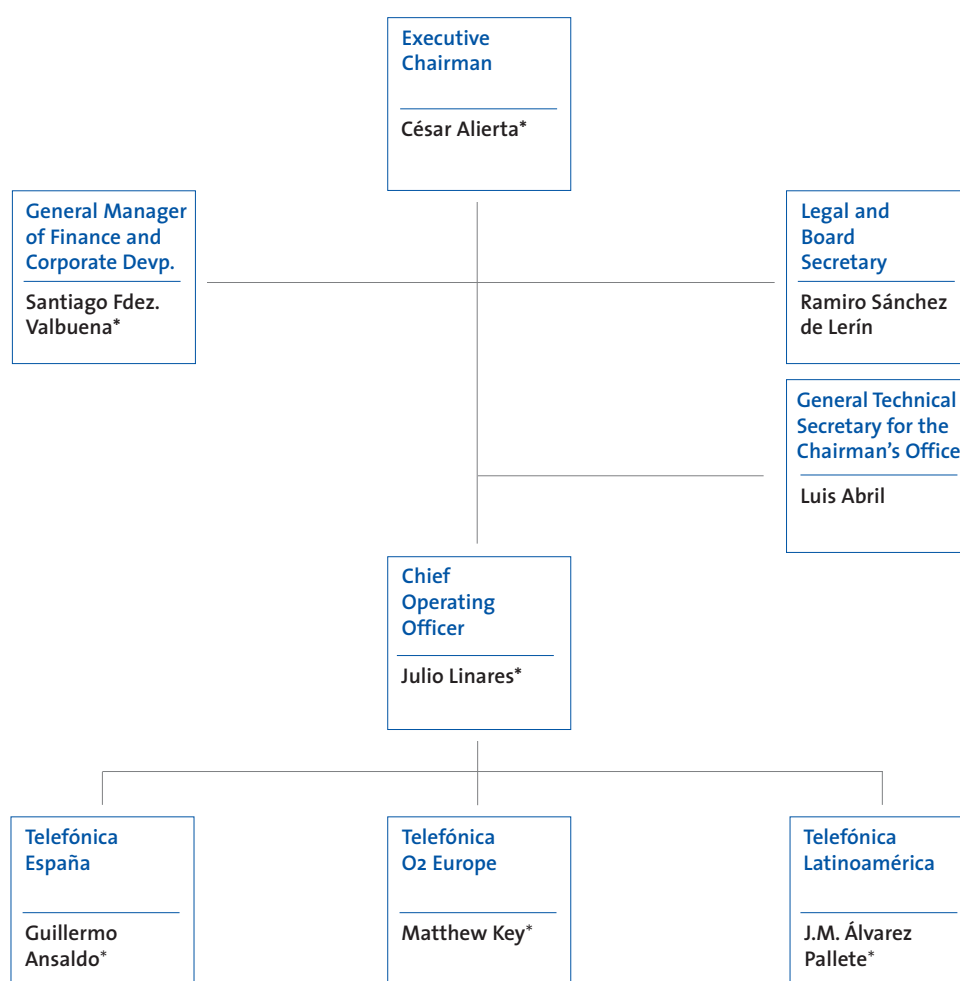 Executive
Chairman
César Alierta*
General Manager
of Finance and
Corporate Devp.
Santiago Fdez.
Valbuena*
Legal and
Board
Secretary
Ramiro Sánchez
de Lerín
General Technical
Secretary for the
Chairman’s Office
Luis Abril
Chief
Operating
Officer
Julio Linares*
Telefónica
España
Guillermo
Ansaldo*
Telefónica
O2 Europe
Matthew Key*
Telefónica
Latinoamérica
J.M. Álvarez
Pallete*